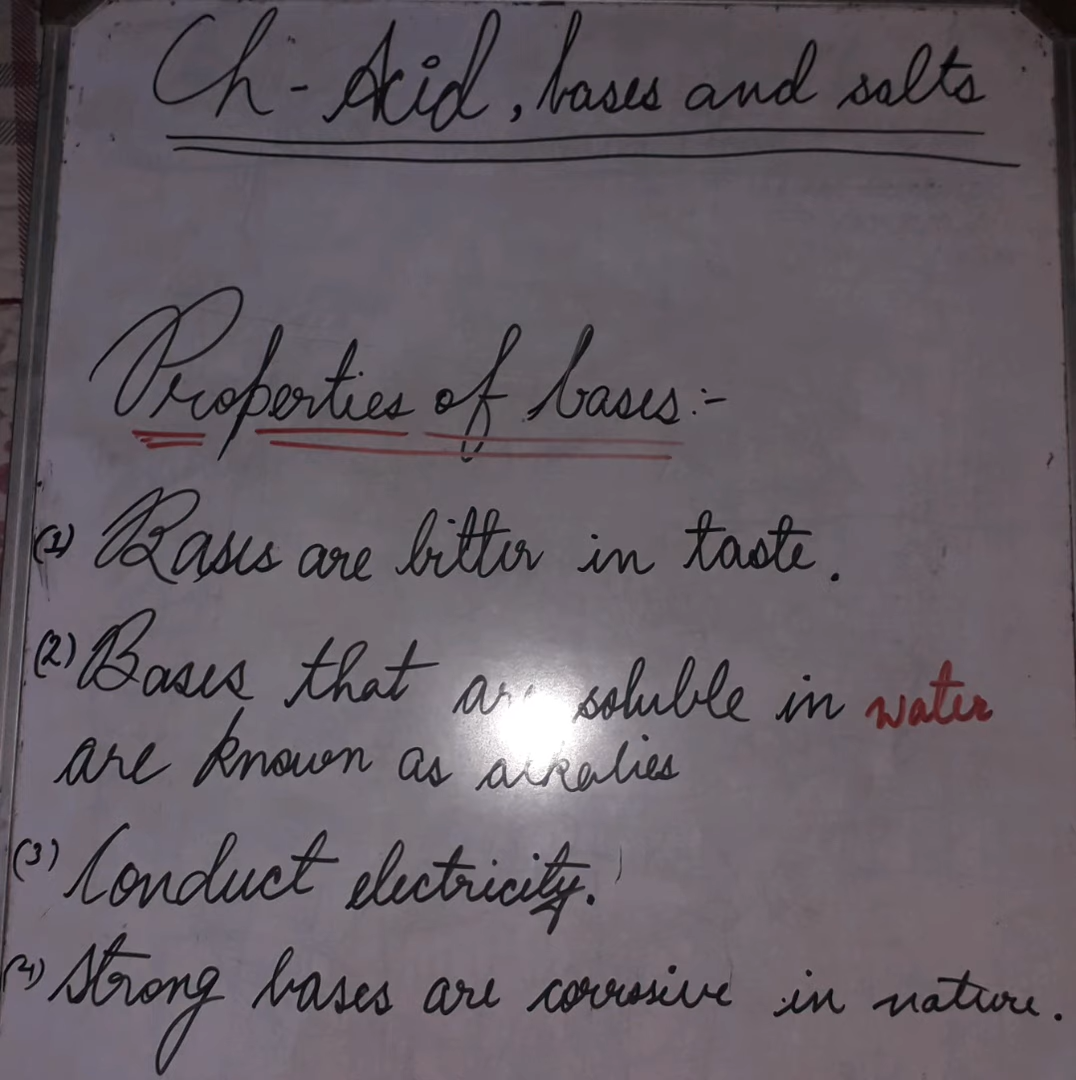 Ch - Acid, bases and salts
Properties of bases :-
(1) Bases are bitter in taste.
(2) Bases that are soluble in water
are known as alkalies
(3) Conduct electricity.
(4) Strong bases are corrosive in nature.